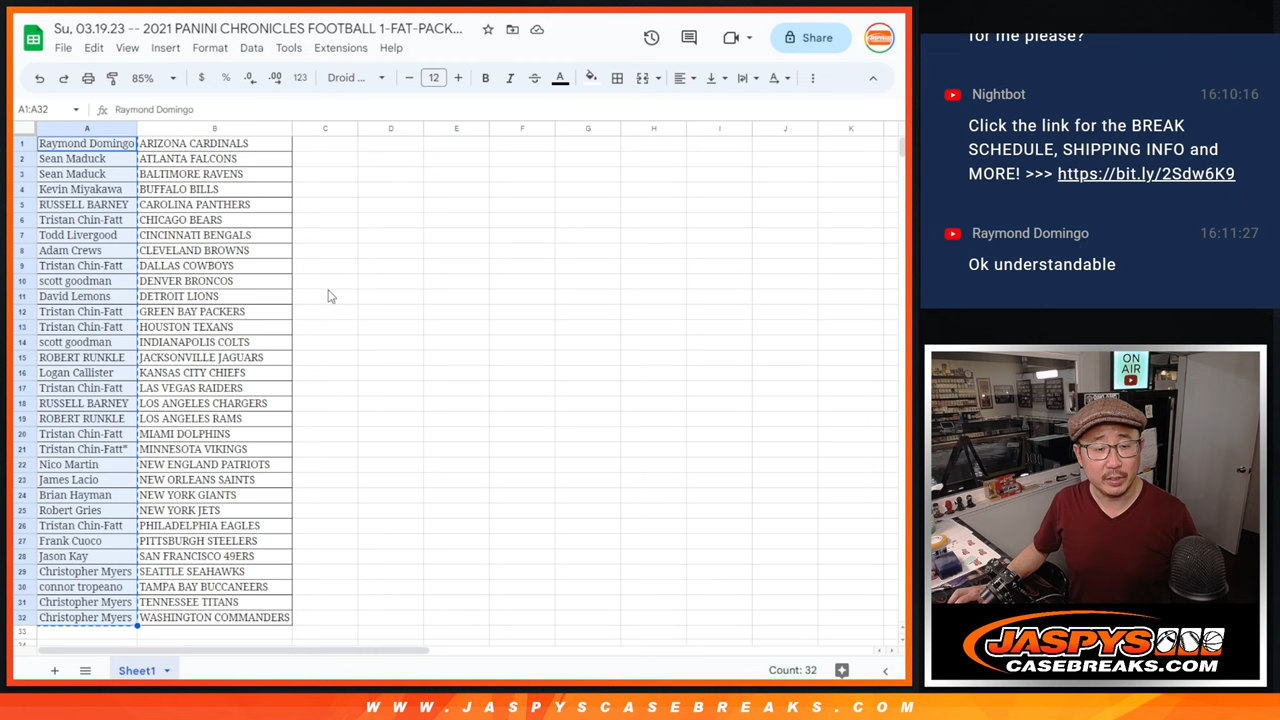 Su, 03.19.23 -- 2021 PANINI CHRONICLES FOOTBALL 1-FAT-PACK...
File Edit View Insert Format Data Tools Extensions Help
Share
85% $ % .0 .00 123 Droid ... 12 B I A
A1:A32 fx Raymond Domingo
A B C D E F G H I J K
1 Raymond Domingo ARIZONA CARDINALS
2 Sean Maduck ATLANTA FALCONS
3 Sean Maduck BALTIMORE RAVENS
4 Kevin Miyakawa BUFFALO BILLS
5 RUSSELL BARNEY CAROLINA PANTHERS
6 Tristan Chin-Fatt CHICAGO BEARS
7 Todd Livergood CINCINNATI BENGALS
8 Adam Crews CLEVELAND BROWNS
9 Tristan Chin-Fatt DALLAS COWBOYS
10 scott goodman DENVER BRONCOS
11 David Lemons DETROIT LIONS
12 Tristan Chin-Fatt GREEN BAY PACKERS
13 Tristan Chin-Fatt HOUSTON TEXANS
14 scott goodman INDIANAPOLIS COLTS
15 ROBERT RUNKLE JACKSONVILLE JAGUARS
16 Logan Callister KANSAS CITY CHIEFS
17 Tristan Chin-Fatt LAS VEGAS RAIDERS
18 RUSSELL BARNEY LOS ANGELES CHARGERS
19 ROBERT RUNKLE LOS ANGELES RAMS
20 Tristan Chin-Fatt MIAMI DOLPHINS
21 Tristan Chin-Fatt* MINNESOTA VIKINGS
22 Nico Martin NEW ENGLAND PATRIOTS
23 James Lacio NEW ORLEANS SAINTS
24 Brian Hayman NEW YORK GIANTS
25 Robert Gries NEW YORK JETS
26 Tristan Chin-Fatt PHILADELPHIA EAGLES
27 Frank Cuoco PITTSBURGH STEELERS
28 Jason Kay SAN FRANCISCO 49ERS
29 Christopher Myers SEATTLE SEAHAWKS
30 connor tropeano TAMPA BAY BUCCANEERS
31 Christopher Myers TENNESSEE TITANS
32 Christopher Myers WASHINGTON COMMANDERS
33
Sheet1
Count: 32
for me please?
Nightbot 16:10:16
Click the link for the BREAK
SCHEDULE, SHIPPING INFO and
MORE! >>> https://bit.ly/2Sdw6K9
Raymond Domingo 16:11:27
Ok understandable
ON
AIR
JASPYS
CASEBREAKS.COM
WWW.JASPYSCASEBREAKS.COM